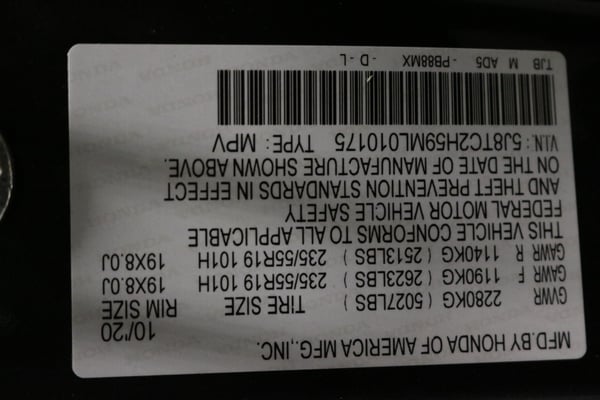 MFD.BY HONDA OF AMERICA MFG.,INC.
10/'20
GVWR 2280KG ( 5027LBS ) TIRE SIZE RIM SIZE
GAWR F 1190KG ( 2623LBS ) 235/55R19 101H 19X8.0J
GAWR R 1140KG ( 2513LBS ) 235/55R19 101H 19X8.0J
THIS VEHICLE CONFORMS TO ALL APPLICABLE
FEDERAL MOTOR VEHICLE SAFETY
AND THEFT PREVENTION STANDARDS IN EFFECT
ON THE DATE OF MANUFACTURE SHOWN ABOVE.
V.I.N.: 5J8TC2H59ML010175 TYPE: MPV
TJB M AD5 -PB88MX -D-L